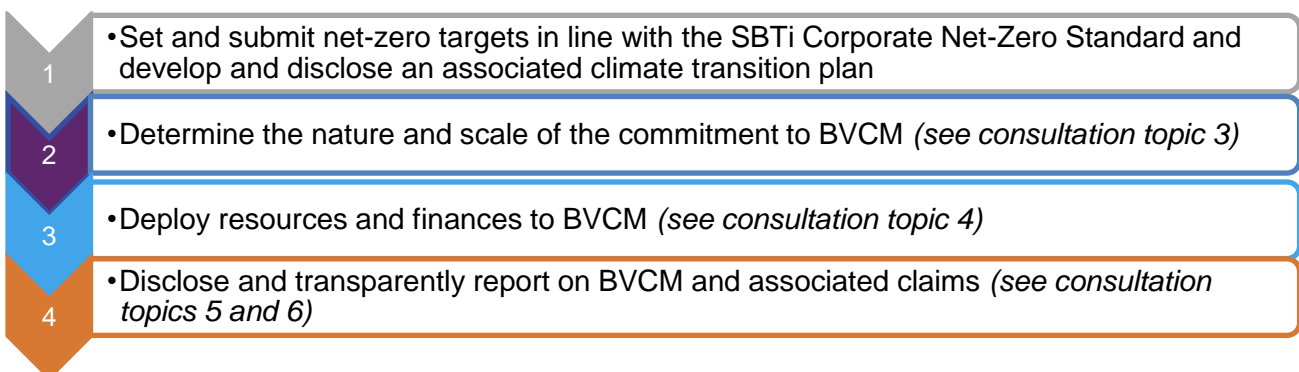 1
•Set and submit net-zero targets in line with the SBTi Corporate Net-Zero Standard and
develop and disclose an associated climate transition plan
2
•Determine the nature and scale of the commitment to BVCM (see consultation topic 3)
3
•Deploy resources and finances to BVCM (see consultation topic 4)
4
•Disclose and transparently report on BVCM and associated claims (see consultation
topics 5 and 6)